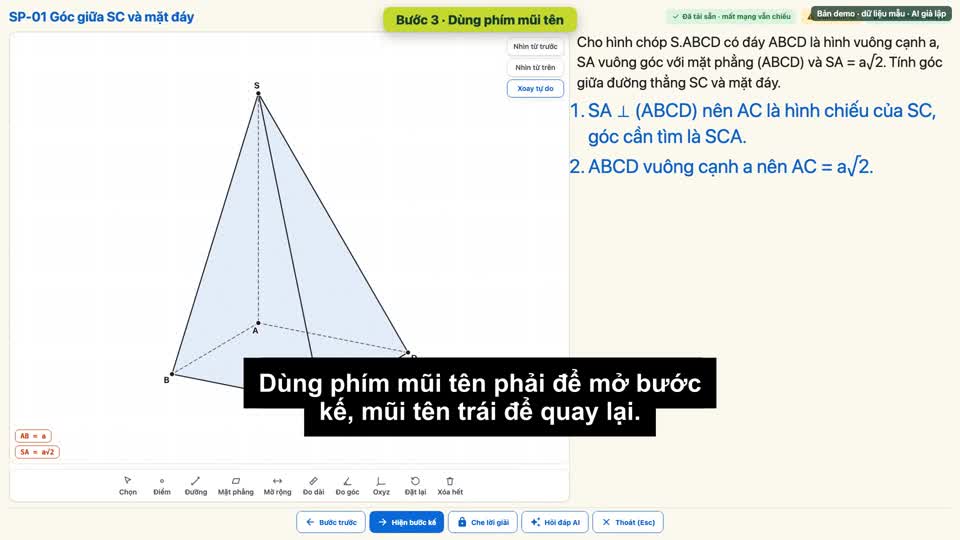 SP-01 Góc giữa SC và mặt đáy
Bước 3 · Dùng phím mũi tên
✓ Đã tải sẵn · mất mạng vẫn chiếu
Bản demo · dữ liệu mẫu · AI giả lập
Nhìn từ trước
Nhìn từ trên
Xoay tự do
Cho hình chóp S.ABCD có đáy ABCD là hình vuông cạnh a,
SA vuông góc với mặt phẳng (ABCD) và SA = a√2. Tính góc
giữa đường thẳng SC và mặt đáy.
1. SA ⊥ (ABCD) nên AC là hình chiếu của SC,
góc cần tìm là SCA.
2. ABCD vuông cạnh a nên AC = a√2.
S
A
B
Dùng phím mũi tên phải để mở bước
kế, mũi tên trái để quay lại.
AB = a
SA = a√2
Chọn Điểm Đường Mặt phẳng Mở rộng Đo dài Đo góc Oxyz Đặt lại Xóa hết
← Bước trước → Hiện bước kế Che lời giải Hỏi đáp AI ✕ Thoát (Esc)